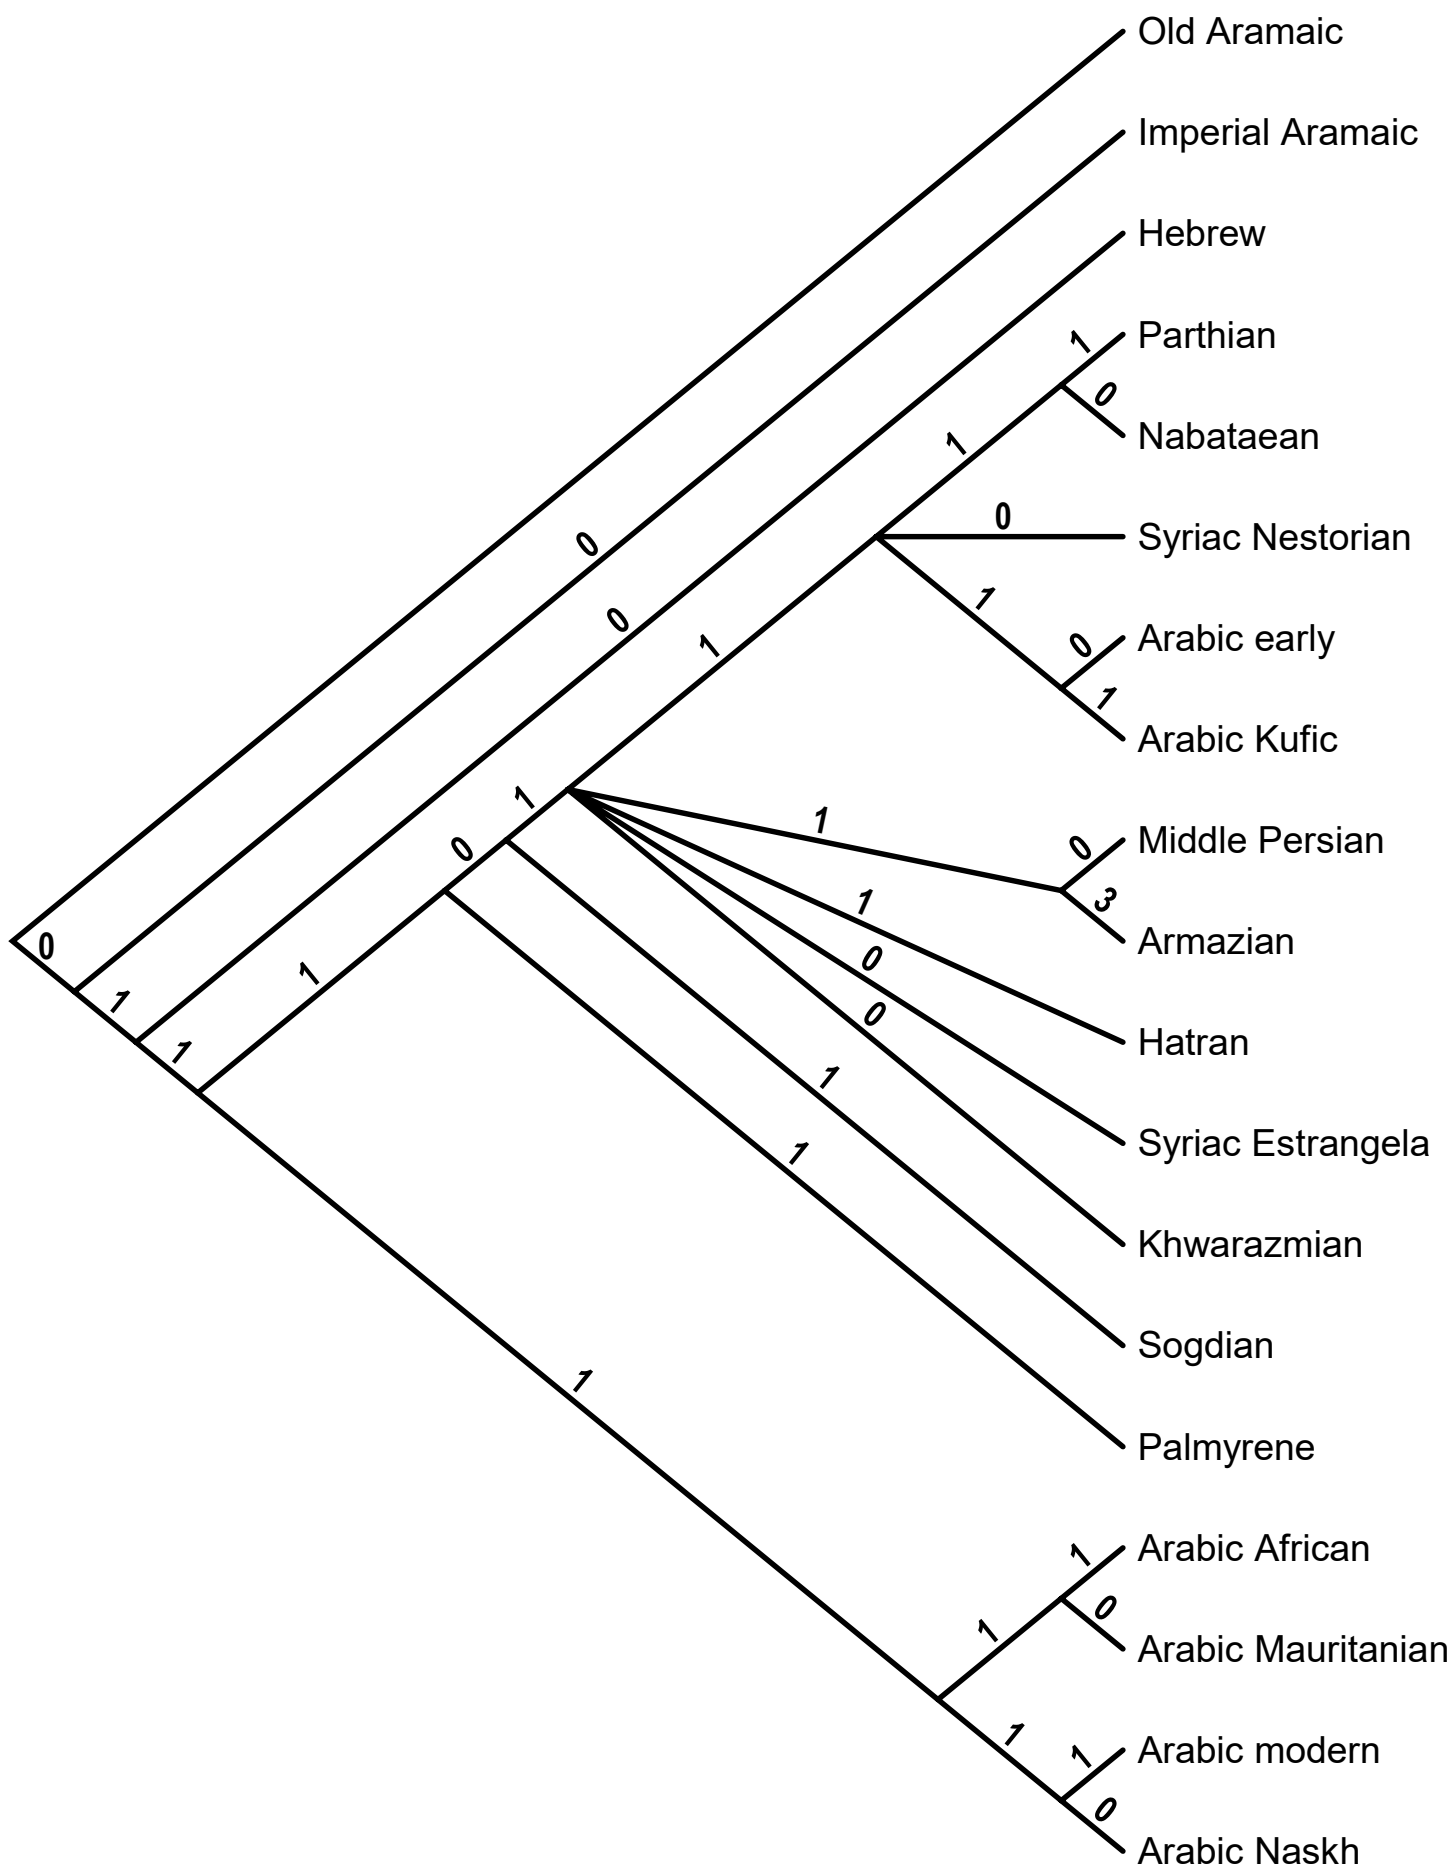 Old Aramaic
Imperial Aramaic
Hebrew
1
Parthian
0
Nabataean
1
0
Syriac Nestorian
0
1
0
Arabic early
0
1
1
Arabic Kufic
1
1
0
Middle Persian
0
3
Armazian
1
0
0
1
Hatran
0
1
1
1
Syriac Estrangela
1
Khwarazmian
Sogdian
1
Palmyrene
1
Arabic African
0
1
Arabic Mauritanian
1
1
Arabic modern
0
Arabic Naskh